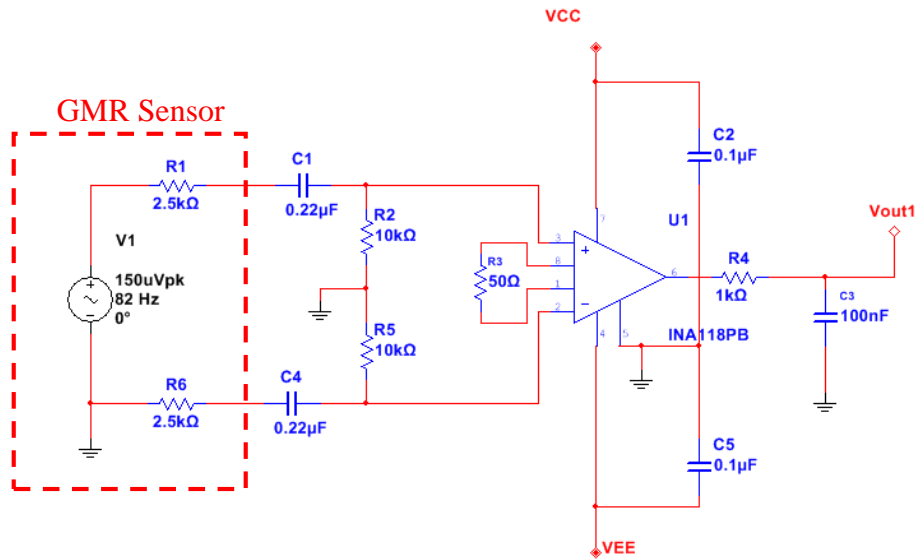 VCC
GMR Sensor
C2
0.1µF
R1
2.5kΩ
C1
0.22µF
R2
10kΩ
U1
Vout1
V1
150uVpk
82 Hz
0°
R3
50Ω
3
8
1
2
7
6
4
5
R4
1kΩ
C3
100nF
INA118PB
R5
10kΩ
R6
2.5kΩ
C4
0.22µF
C5
0.1µF
VEE